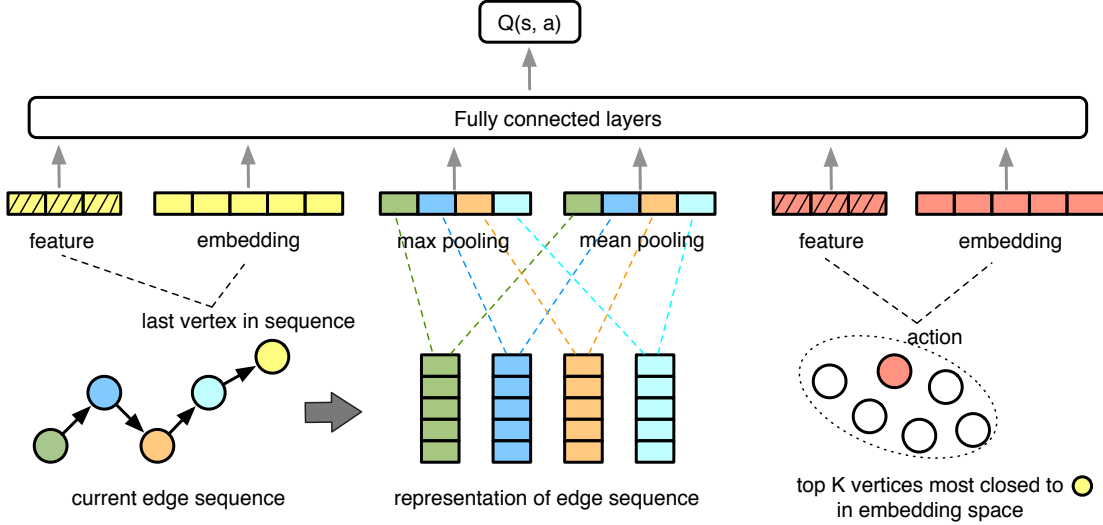 Q(s, a)
Fully connected layers
feature
embedding
max pooling
mean pooling
feature
embedding
last vertex in sequence
action
current edge sequence
representation of edge sequence
top K vertices most closed to
in embedding space